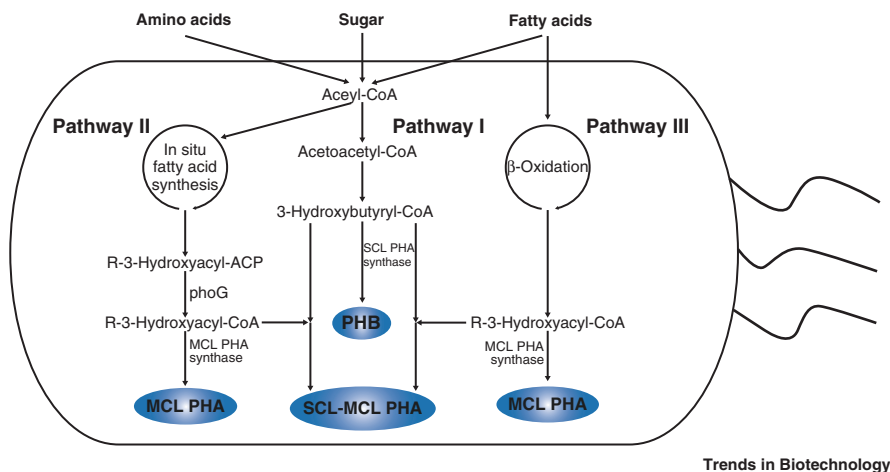 Amino acids
Sugar
Fatty acids
Aceyl-CoA
Pathway II
Pathway I
Pathway III
In situ
fatty acid
synthesis
Acetoacetyl-CoA
β-Oxidation
3-Hydroxybutyryl-CoA
SCL PHA
synthase
R-3-Hydroxyacyl-ACP
phoG
R-3-Hydroxyacyl-CoA
PHB
R-3-Hydroxyacyl-CoA
MCL PHA
synthase
MCL PHA
synthase
MCL PHA
SCL-MCL PHA
MCL PHA
Trends in Biotechnology